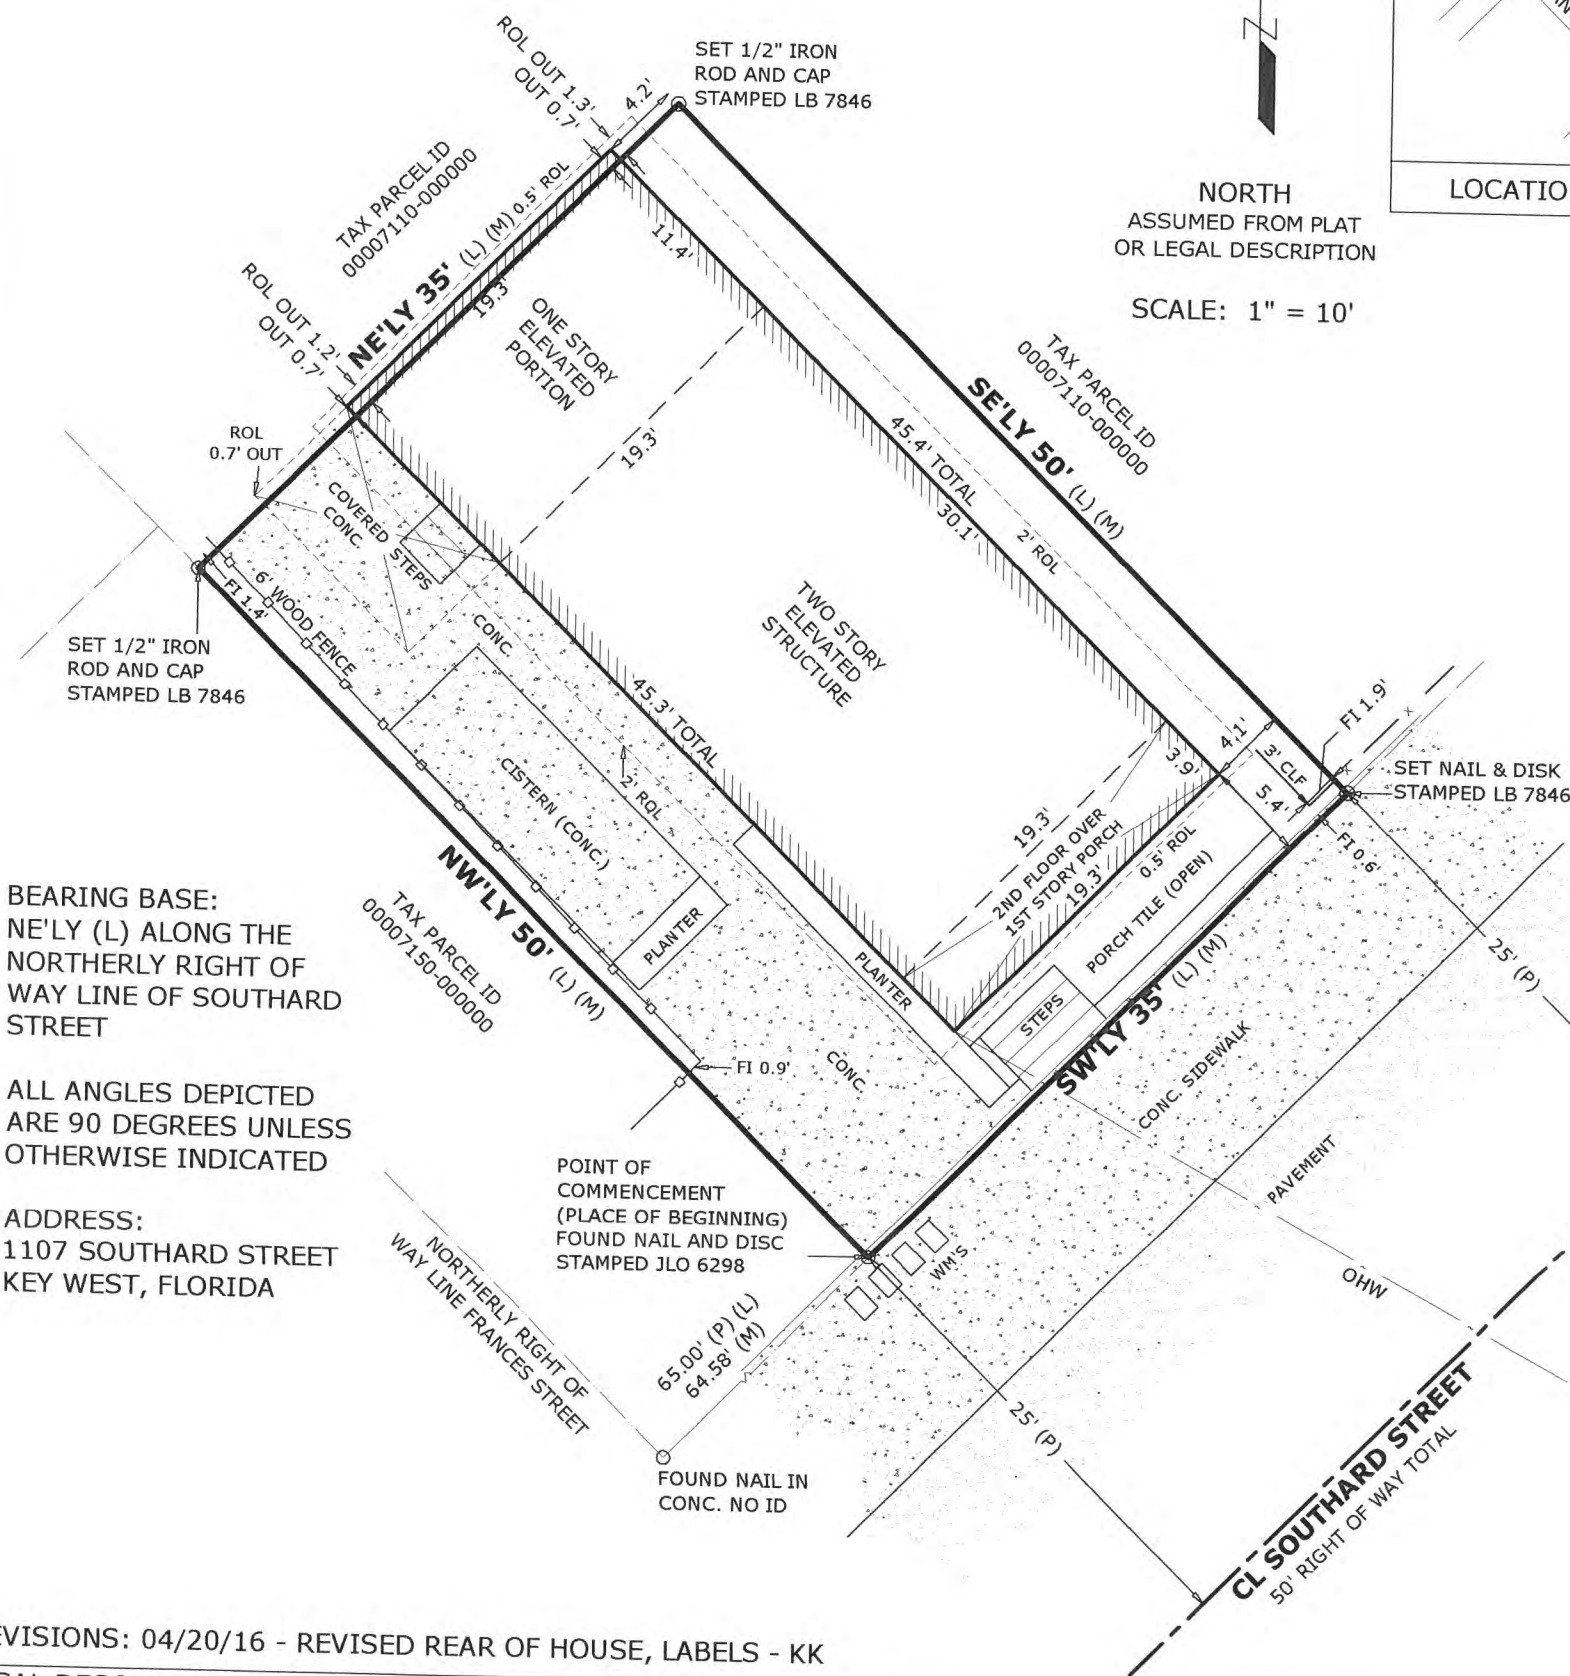 ROL OUT 1.3'
OUT 0.7'
4.2'
SET 1/2" IRON
ROD AND CAP
STAMPED LB 7846
NORTH
ASSUMED FROM PLAT
OR LEGAL DESCRIPTION
SCALE: 1" = 10'
LOCATIO
TAX PARCEL ID
00007110-000000
NE'LY 35' (L) (M)
0.5' ROL
19.3'
11.4'
ROL OUT 1.2'
OUT 0.7'
ONE STORY
ELEVATED
PORTION
TAX PARCEL ID
00007110-000000
SE'LY 50' (L) (M)
ROL
0.7' OUT
19.3'
45.4' TOTAL
30.1'
2' ROL
COVERED
CONC.
STEPS
6' WOOD FENCE
FI 1.4'
CONC.
TWO STORY
ELEVATED
STRUCTURE
SET 1/2" IRON
ROD AND CAP
STAMPED LB 7846
45.3' TOTAL
CISTERN (CONC.)
2' ROL
4.1'
3.9'
3' CLF
5.4'
FI 1.9'
SET NAIL & DISK
STAMPED LB 7846
19.3'
2ND FLOOR OVER
1ST STORY PORCH
19.3'
0.5' ROL
PORCH TILE (OPEN)
FI 0.6'
BEARING BASE:
NE'LY (L) ALONG THE
NORTHERLY RIGHT OF
WAY LINE OF SOUTHARD
STREET
NW'LY 50' (L) (M)
TAX PARCEL ID
00007150-000000
PLANTER
PLANTER
STEPS
SW'LY 35' (L) (M)
25' (P)
ALL ANGLES DEPICTED
ARE 90 DEGREES UNLESS
OTHERWISE INDICATED
FI 0.9'
CONC.
CONC. SIDEWALK
PAVEMENT
ADDRESS:
1107 SOUTHARD STREET
KEY WEST, FLORIDA
POINT OF
COMMENCEMENT
(PLACE OF BEGINNING)
FOUND NAIL AND DISC
STAMPED JLO 6298
WM'S
OHW
NORTHERLY RIGHT OF
WAY LINE FRANCES STREET
65.00' (P) (L)
64.58' (M)
25' (P)
FOUND NAIL IN
CONC. NO ID
CL SOUTHARD STREET
50' RIGHT OF WAY TOTAL
EVISIONS: 04/20/16 - REVISED REAR OF HOUSE, LABELS - KK